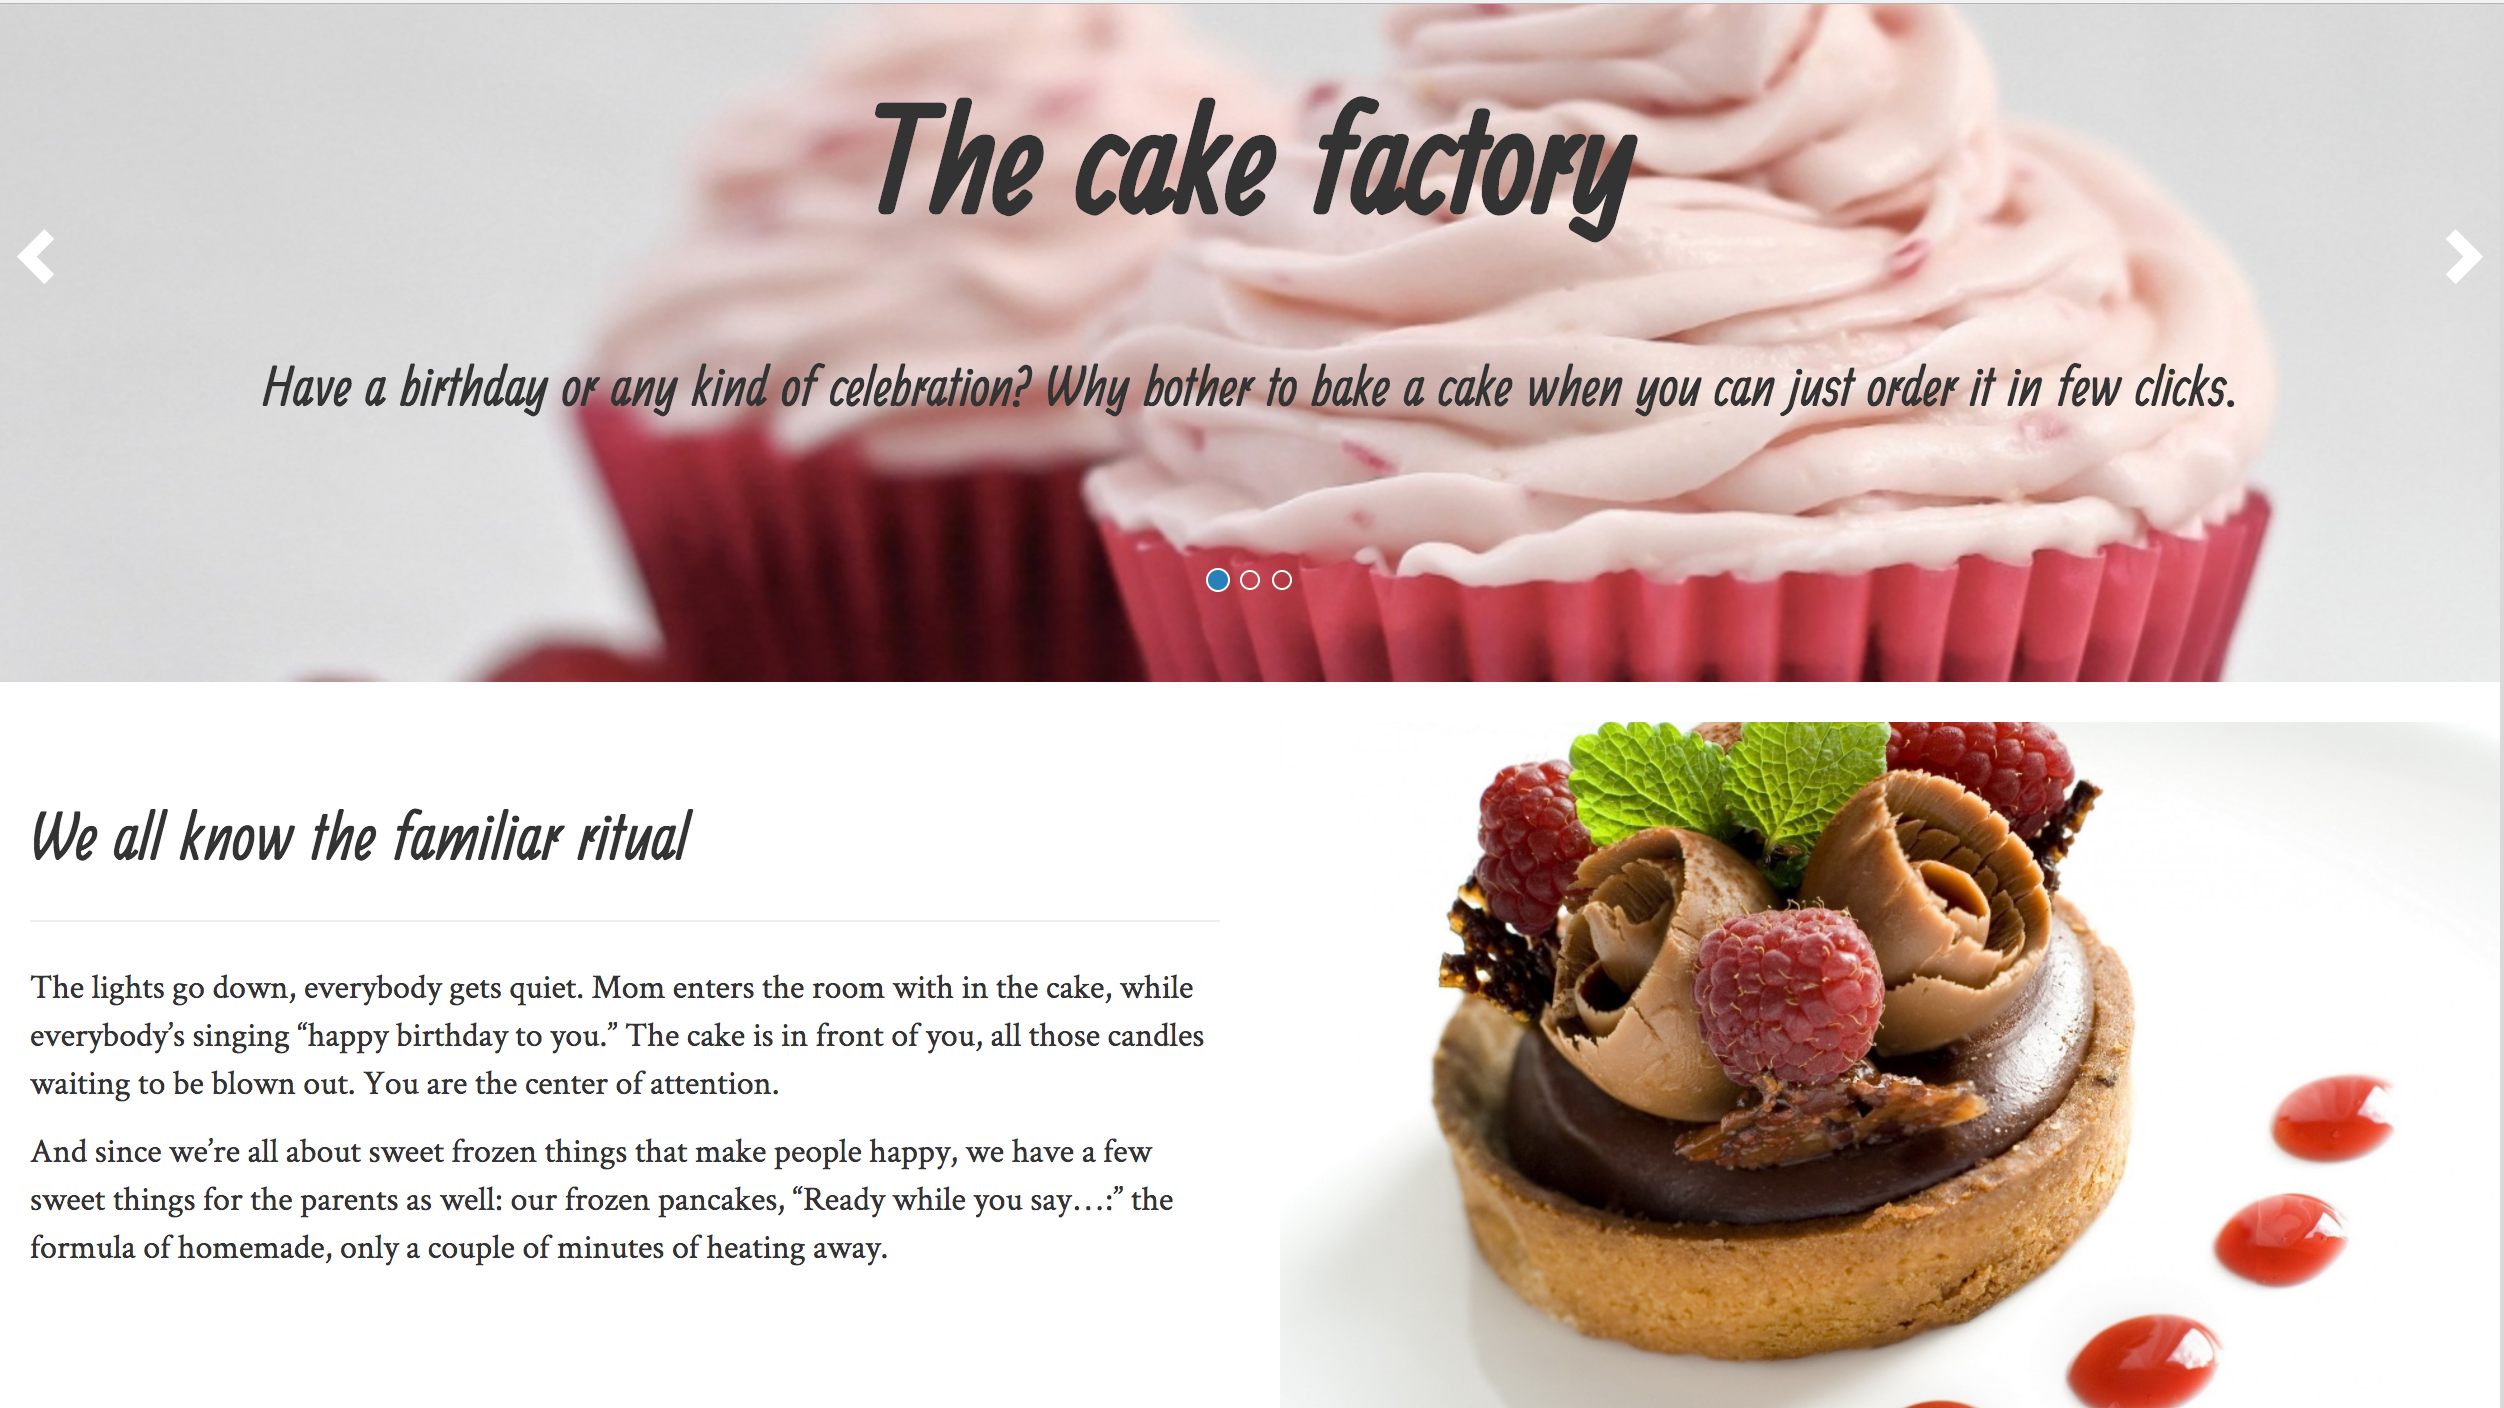 The cake factory
Have a birthday or any kind of celebration? Why bother to bake a cake when you can just order it in few clicks.
We all know the familiar ritual
The lights go down, everybody gets quiet. Mom enters the room with in the cake, while
everybody’s singing “happy birthday to you.” The cake is in front of you, all those candles
waiting to be blown out. You are the center of attention.
And since we’re all about sweet frozen things that make people happy, we have a few
sweet things for the parents as well: our frozen pancakes, “Ready while you say…:” the
formula of homemade, only a couple of minutes of heating away.